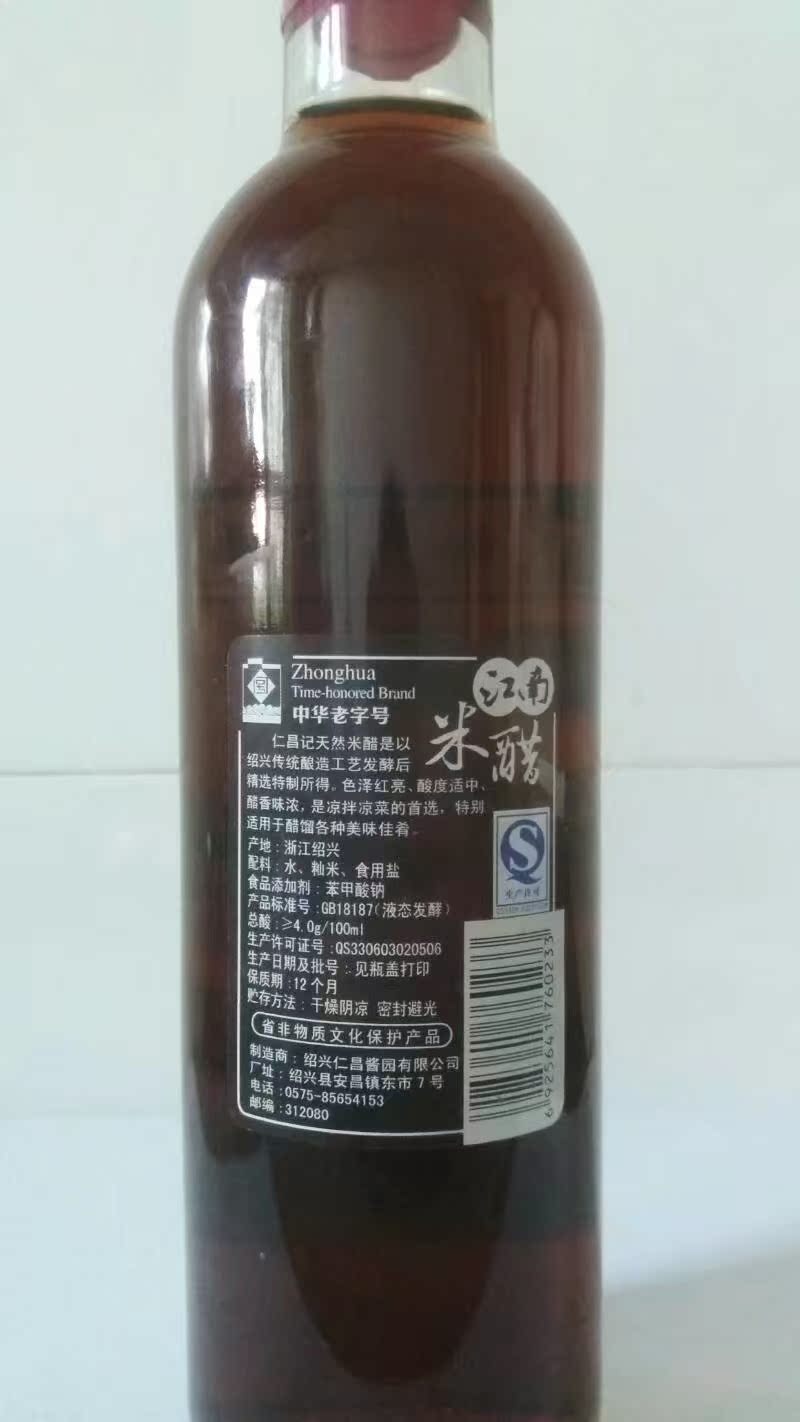 Zhonghua
Time-honored Brand
中华老字号
江南
米醋
仁昌记天然米醋是以
绍兴传统酿造工艺发酵后
精选特制所得。色泽红亮、酸度适中、
醋香味浓，是凉拌凉菜的首选，特别
适用于醋馏各种美味佳肴。
产地：浙江绍兴
配料：水、籼米、食用盐
食品添加剂：苯甲酸钠
产品标准号：GB18187（液态发酵）
总酸：≥4.0g/100ml
生产许可证号：QS330603020506
生产日期及批号：见瓶盖打印
保质期：12个月
贮存方法：干燥阴凉 密封避光
省非物质文化保护产品
制造商：绍兴仁昌酱园有限公司
厂址：绍兴县安昌镇东市7号
电话：0575-85654153
邮编：312080
生产许可
6925641760233